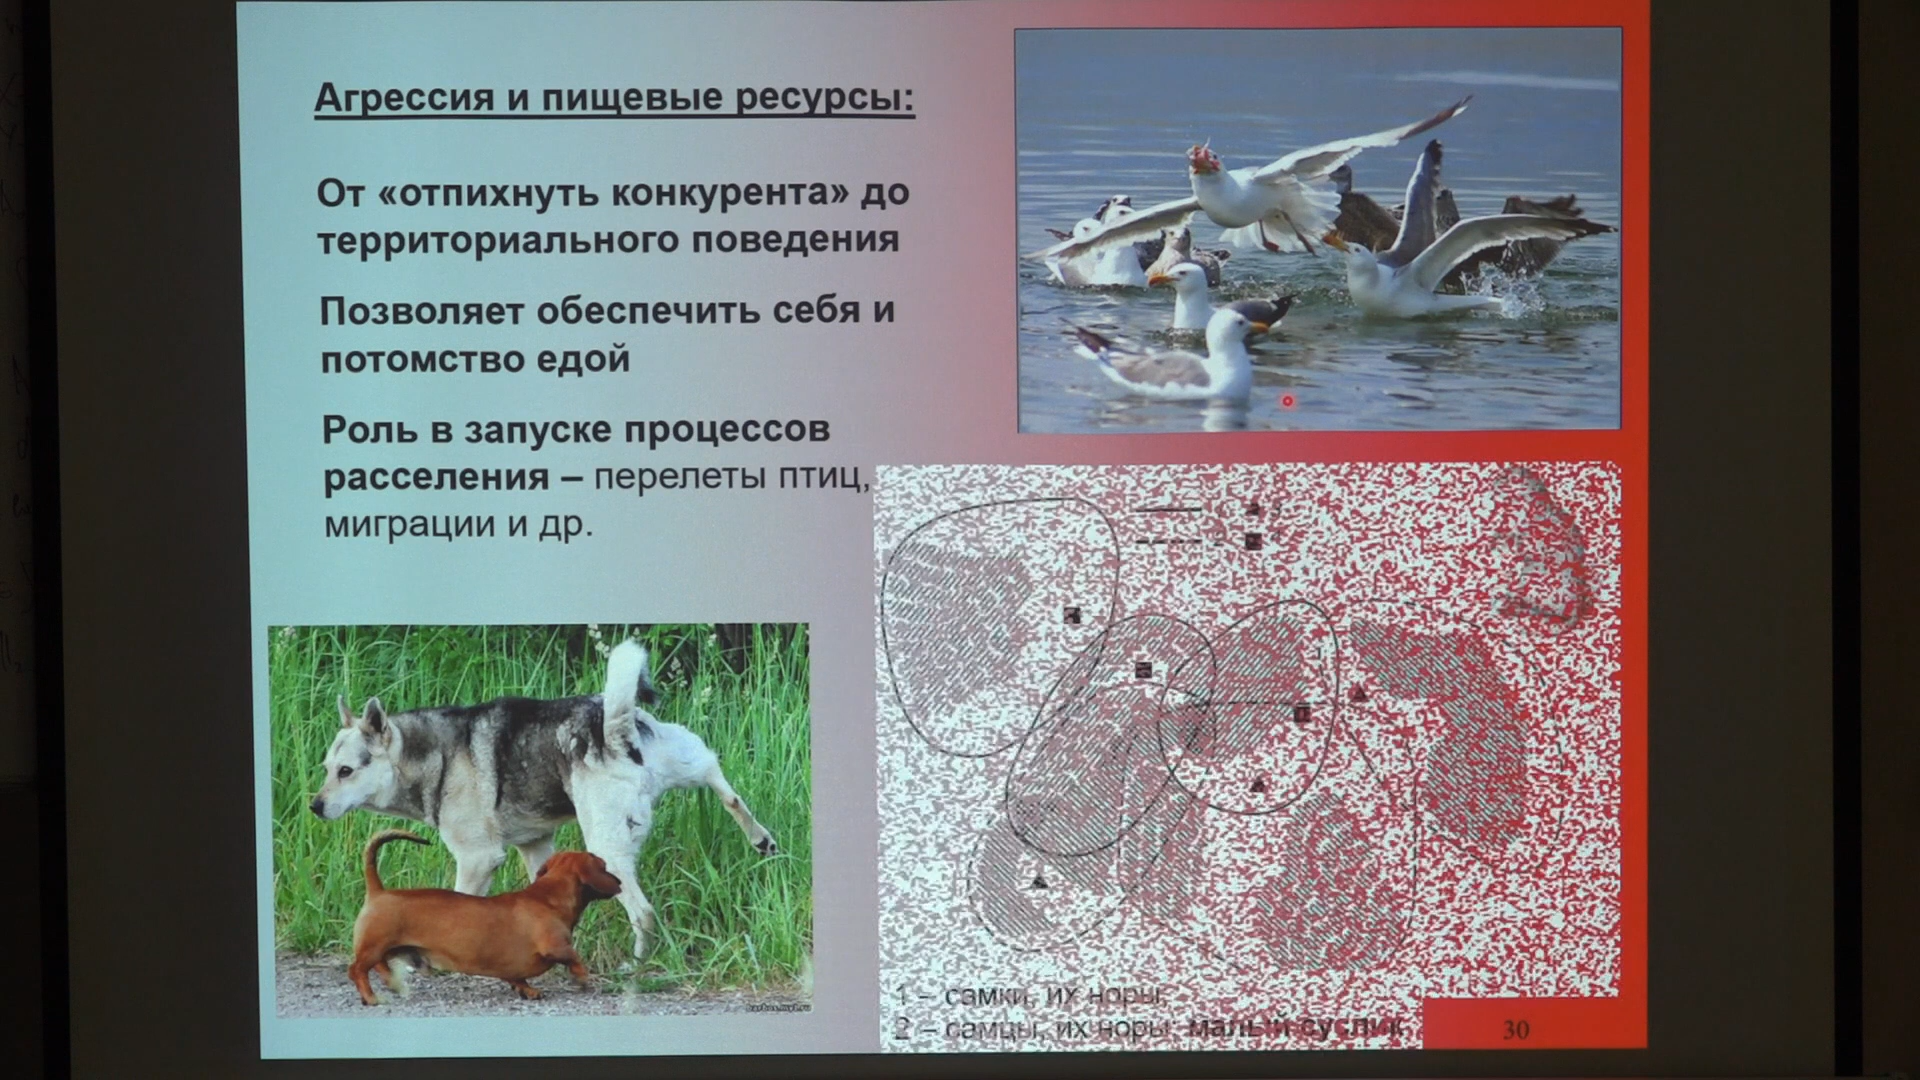 Агрессия и пищевые ресурсы:
От «отпихнуть конкурента» до
территориального поведения
Позволяет обеспечить себя и
потомство едой
Роль в запуске процессов
расселения – перелеты птиц,
миграции и др.
1 – самки, их норы,
2 – самцы, их норы, малый суслик
30